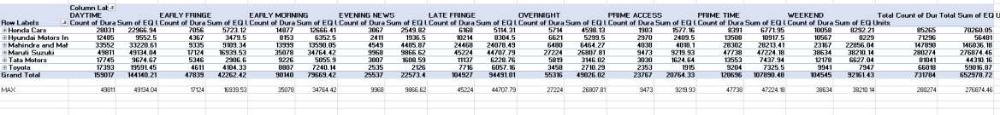 Column Lab
DAYTIME EARLY FRINGE EARLY MORNING EVENING NEWS LATE FRINGE OVERNIGHT PRIME ACCESS PRIME TIME WEEKEND Total Count of Dur Total Sum of EQ U
Row Labels Count of Dura Sum of EQ U Count of Dura Sum of EQ U Count of Dura Sum of EQ U Count of Dura Sum of EQ U Count of Dura Sum of EQ U Count of Dura Sum of EQ U Count of Dura Sum of EQ U Count of Dura Sum of EQ U Count of Dura Sum of EQ Units
Honda Cars 28031 22966.94 7056 5723.12 14877 12666.41 3067 2549.82 6168 5114.31 5714 4598.13 1903 1577.16 8391 6771.95 10058 8292.21 85265 70260.05
Hyundai Motors In 12485 9552.5 4367 3479.5 8153 6352.5 2411 1936.5 10214 8304.5 6621 5299.5 2970 2409.5 13508 10917.5 10567 8229 71296 56481
Mahindra and Mah 33552 33220.61 9335 9109.34 13999 13590.05 4549 4485.87 24468 24078.49 6480 6464.27 4038 4018.1 28302 28213.41 23167 22856.04 147890 146036.18
Maruti Suzuki 49811 49134.04 17124 16939.53 35078 34764.42 9968 9866.62 45224 44707.79 27224 26807.81 9473 9219.93 47738 47224.18 38634 38210.14 280274 276874.46
Tata Motors 17745 9674.67 5346 2906.6 9226 5055.9 3007 1608.59 11137 6228.76 5819 3146.02 3030 1624.64 13553 7437.94 12178 6627.04 81041 44310.16
Toyota 17393 19591.45 4611 4104.33 8807 7240.14 2535 2126 7716 6057.16 3458 2710.29 2353 1915 9204 7325.5 9941 7947 66018 59016.87
Grand Total 159017 144140.21 47839 42262.42 90140 79669.42 25537 22573.4 104927 94491.01 55316 49026.02 23767 20764.33 120696 107890.48 104545 92161.43 731784 652978.72
MAX 49811 49134.04 17124 16939.53 35078 34764.42 9968 9866.62 45224 44707.79 27224 26807.81 9473 9219.93 47738 47224.18 38634 38210.14 280274 276874.46